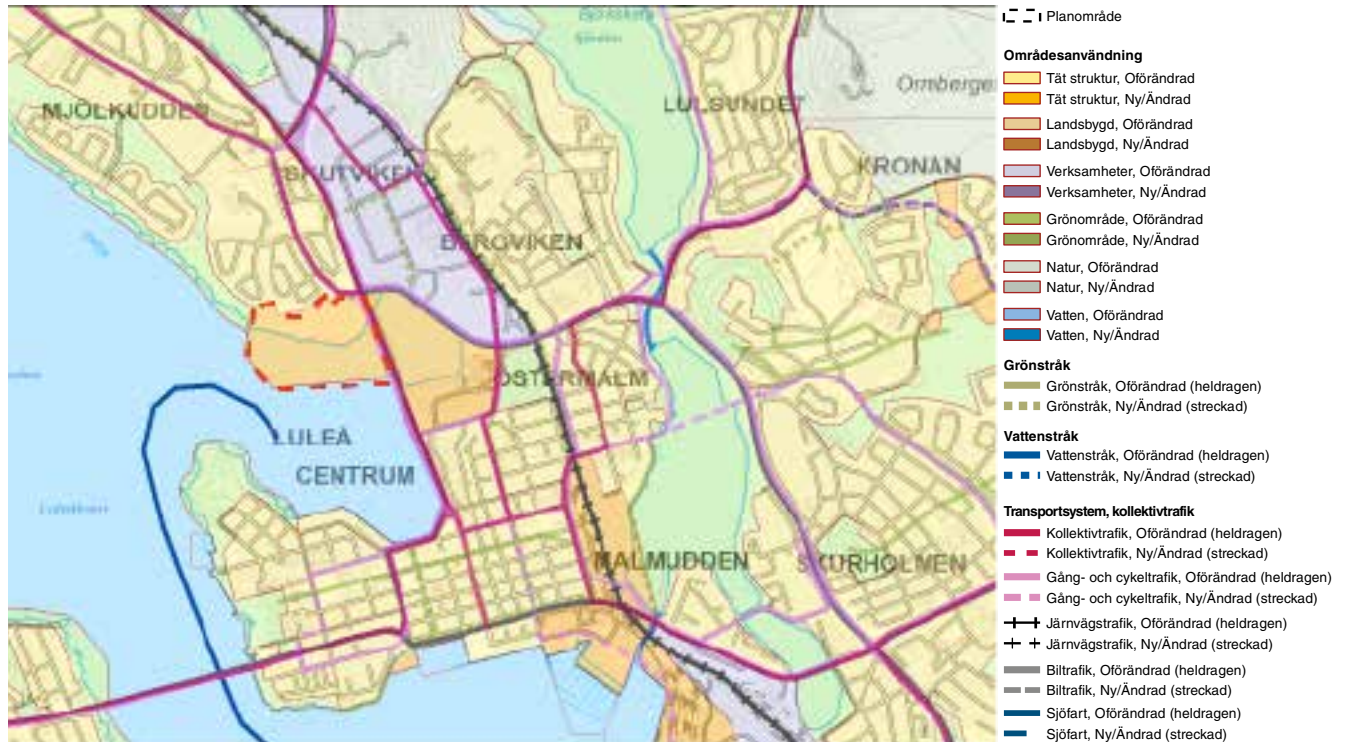 MJÖLKUDDEN
SKUTVIKEN
BERGVIKEN
LULSUNDET
KRONAN
ÖSTERMALM
LULEÅ
CENTRUM
MALMUDDEN
SKURHOLMEN
Planområde
Områdesanvändning
Tät struktur, Oförändrad
Tät struktur, Ny/Ändrad
Landsbygd, Oförändrad
Landsbygd, Ny/Ändrad
Verksamheter, Oförändrad
Verksamheter, Ny/Ändrad
Grönområde, Oförändrad
Grönområde, Ny/Ändrad
Natur, Oförändrad
Natur, Ny/Ändrad
Vatten, Oförändrad
Vatten, Ny/Ändrad
Grönstråk
Grönstråk, Oförändrad (heldragen)
Grönstråk, Ny/Ändrad (streckad)
Vattenstråk
Vattenstråk, Oförändrad (heldragen)
Vattenstråk, Ny/Ändrad (streckad)
Transportsystem, kollektivtrafik
Kollektivtrafik, Oförändrad (heldragen)
Kollektivtrafik, Ny/Ändrad (streckad)
Gång- och cykeltrafik, Oförändrad (heldragen)
Gång- och cykeltrafik, Ny/Ändrad (streckad)
Järnvägstrafik, Oförändrad (heldragen)
Järnvägstrafik, Ny/Ändrad (streckad)
Biltrafik, Oförändrad (heldragen)
Biltrafik, Ny/Ändrad (streckad)
Sjöfart, Oförändrad (heldragen)
Sjöfart, Ny/Ändrad (streckad)